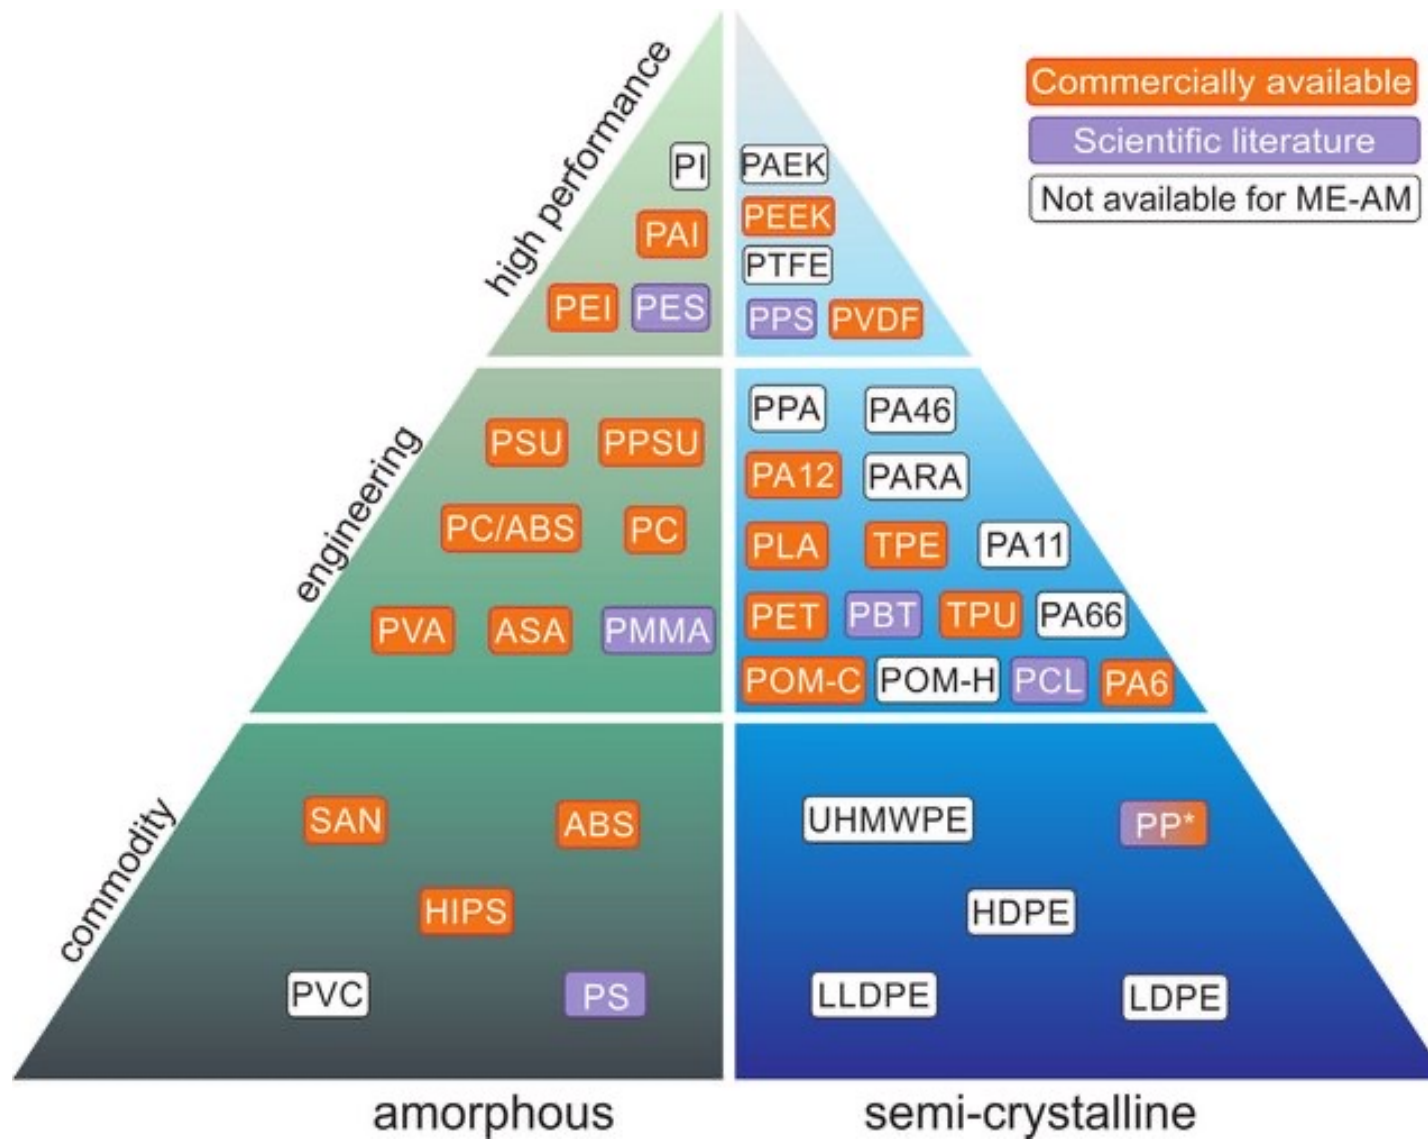 high performance
PI
PAI
PEI PES
PAEK
PEEK
PTFE
PPS PVDF
Commercially available
Scientific literature
Not available for ME-AM
engineering
PSU PPSU
PC/ABS PC
PVA ASA PMMA
PPA PA46
PA12 PARA
PLA TPE PA11
PET PBT TPU PA66
POM-C POM-H PCL PA6
commodity
SAN ABS
HIPS
PVC PS
UHMWPE PP*
HDPE
LLDPE LDPE
amorphous
semi-crystalline